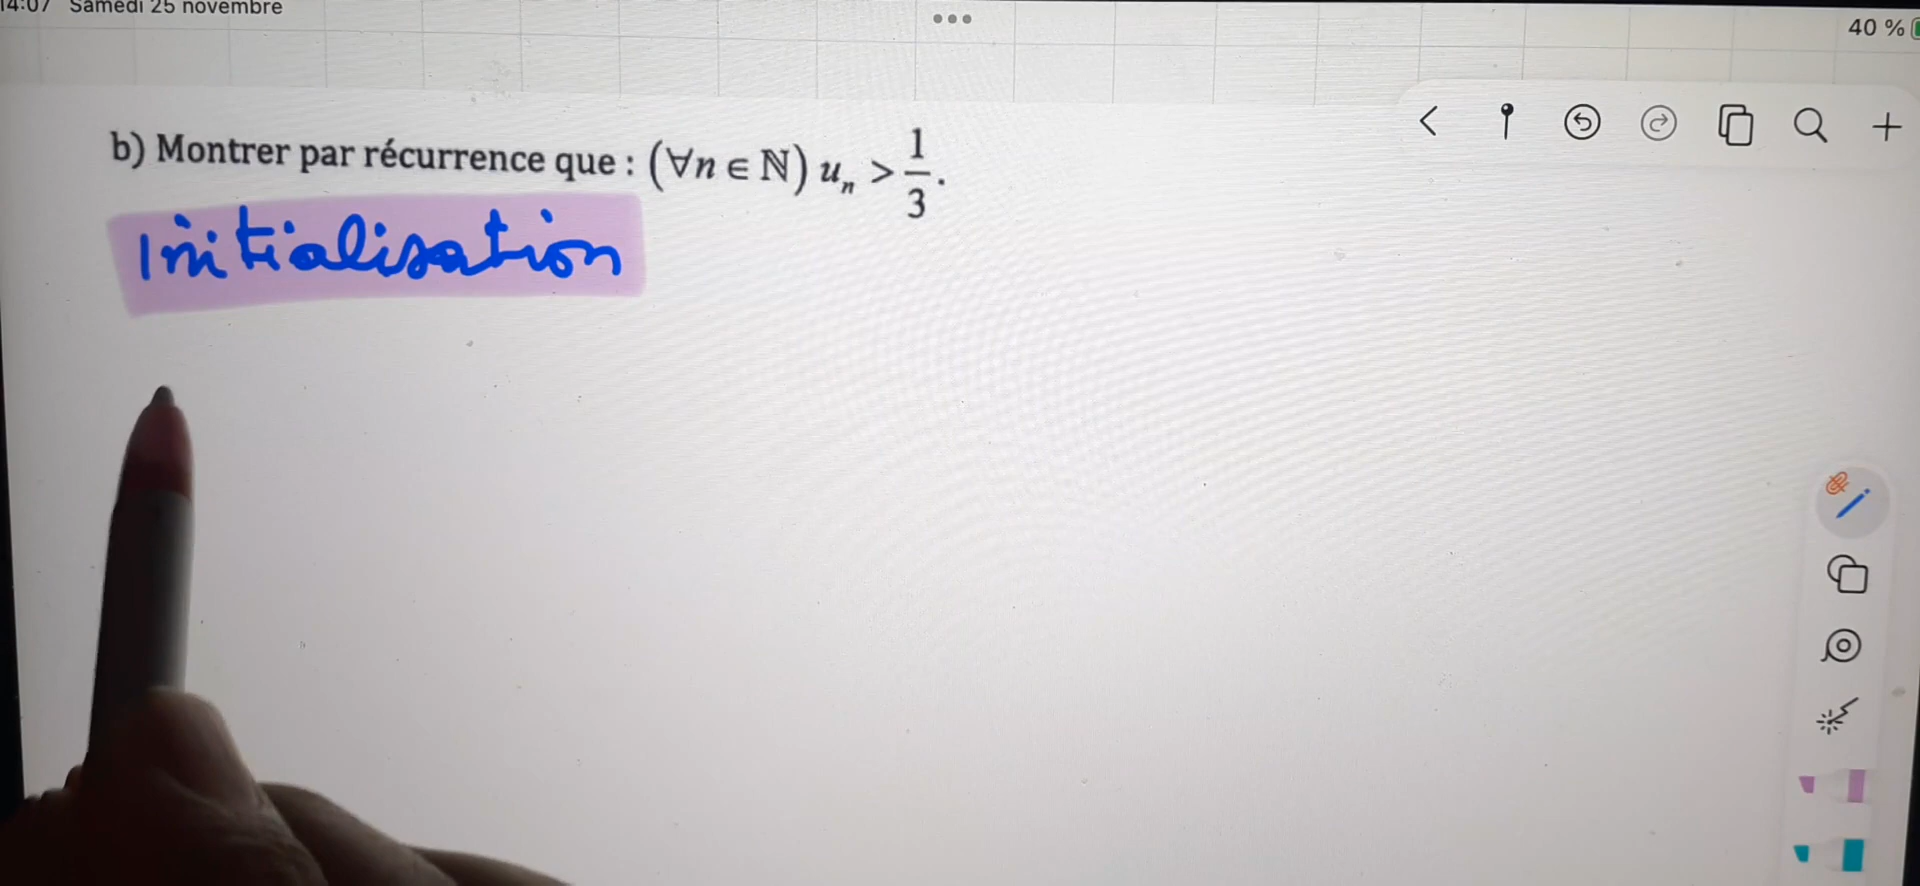 14:07 Samedi 25 novembre
40 %
b) Montrer par récurrence que : (∀n ∈ ℕ) uₙ > 1/3.
Initialisation